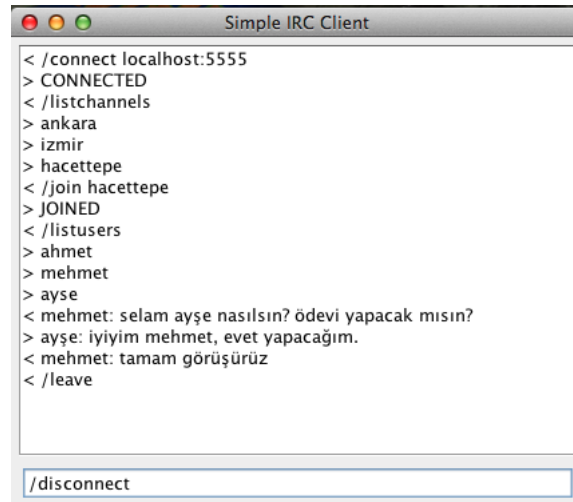 Simple IRC Client
< /connect localhost:5555
> CONNECTED
< /listchannels
> ankara
> izmir
> hacettepe
< /join hacettepe
> JOINED
< /listusers
> ahmet
> mehmet
> ayse
< mehmet: selam ayşe nasılsın? ödevi yapacak mısın?
> ayşe: iyiyim mehmet, evet yapacağım.
< mehmet: tamam görüşürüz
< /leave
/disconnect